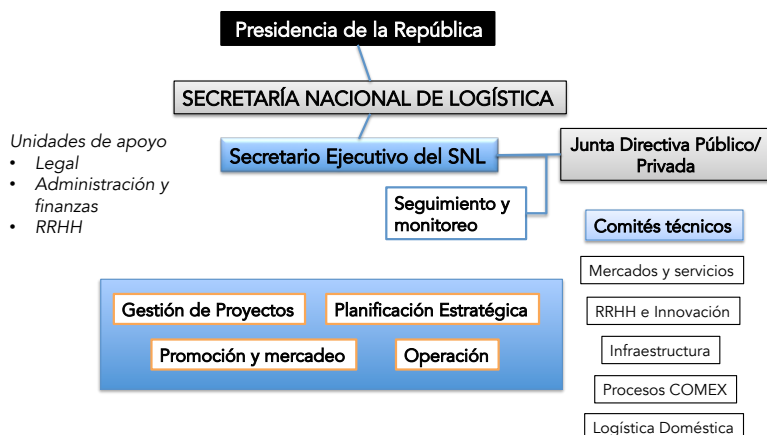 Presidencia de la República
SECRETARÍA NACIONAL DE LOGÍSTICA
Unidades de apoyo
• Legal
• Administración y
finanzas
• RRHH
Secretario Ejecutivo del SNL
Junta Directiva Público/
Privada
Seguimiento y
monitoreo
Comités técnicos
Mercados y servicios
RRHH e Innovación
Infraestructura
Procesos COMEX
Logística Doméstica
Gestión de Proyectos
Planificación Estratégica
Promoción y mercadeo
Operación